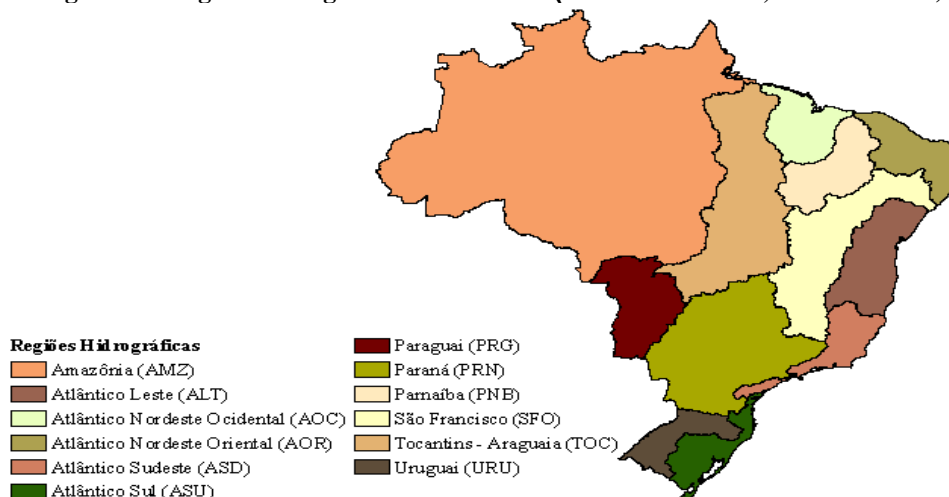 Regiões Hidrográficas
Amazônia (AMZ)
Atlântico Leste (ALT)
Atlântico Nordeste Ocidental (AOC)
Atlântico Nordeste Oriental (AOR)
Atlântico Sudeste (ASD)
Atlântico Sul (ASU)
Paraguai (PRG)
Paraná (PRN)
Parnaíba (PNB)
São Francisco (SFO)
Tocantins - Araguaia (TOC)
Uruguai (URU)